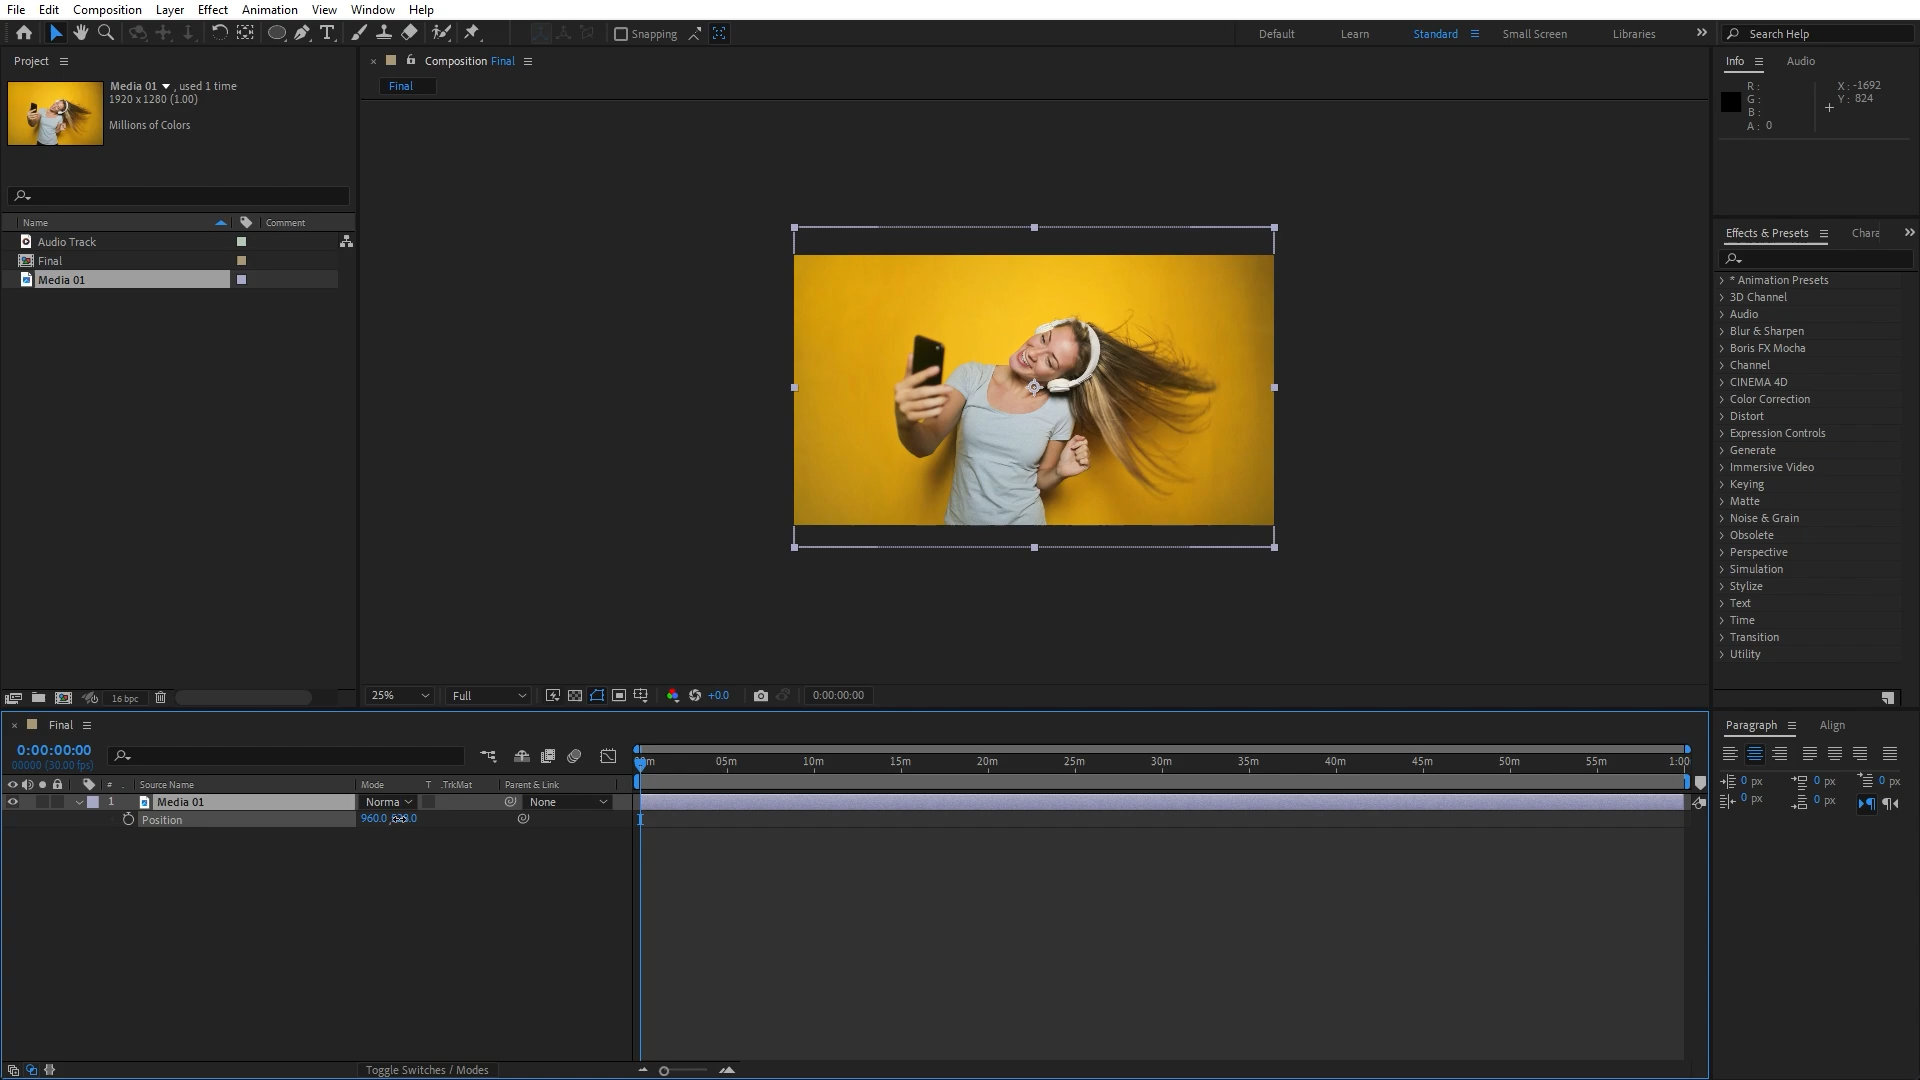 File Edit Composition Layer Effect Animation View Window Help
Snapping Default Learn Standard Small Screen Libraries Search Help
Project
Media 01 , used 1 time
1920 x 1280 (1.00)
Millions of Colors
Name Comment
Audio Track
Final
Media 01
16 bpc
Composition Final
Final
25% Full +0.0 0:00:00:00
Info Audio
R :
G :
B :
A : 0
X : -1692
Y : 824
Effects & Presets Chara
* Animation Presets
3D Channel
Audio
Blur & Sharpen
Boris FX Mocha
Channel
CINEMA 4D
Color Correction
Distort
Expression Controls
Generate
Immersive Video
Keying
Matte
Noise & Grain
Obsolete
Perspective
Simulation
Stylize
Text
Time
Transition
Utility
Final
0:00:00:00
00000 (30.00 fps)
# . Source Name Mode T .TrkMat Parent & Link
1 Media 01 Norma None
Position 960.0
05m 10m 15m 20m 25m 30m 35m 40m 45m 50m 55m 1:00
Toggle Switches / Modes
Paragraph Align
0 px 0 px 0 px
0 px 0 px